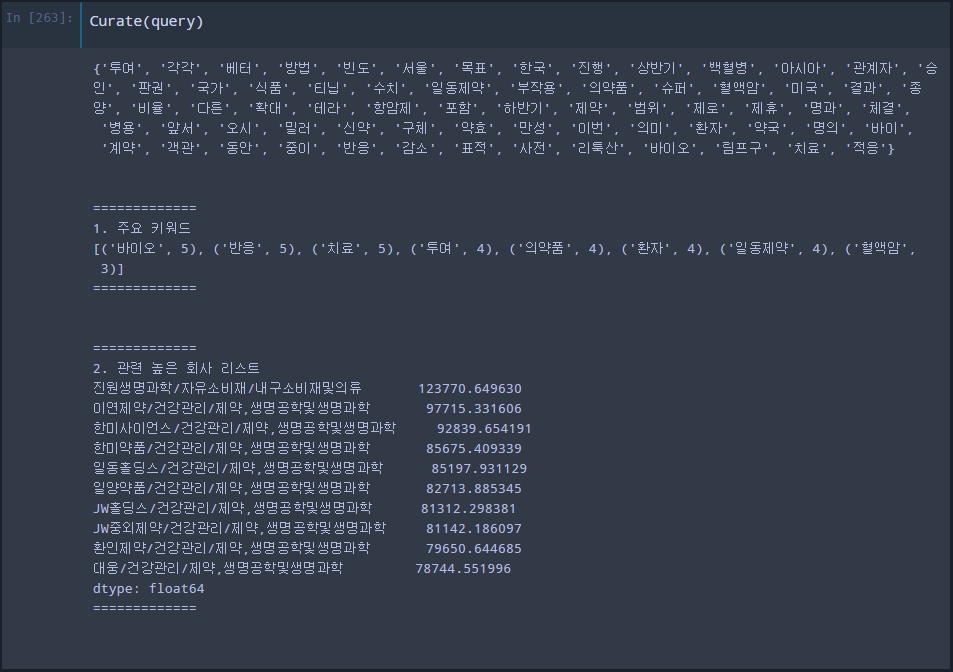 In [263]: Curate(query)
{'투여', '각각', '베터', '방법', '빈도', '서울', '목표', '한국', '진행', '상반기', '백혈병', '아시아', '관계자', '승
인', '판권', '국가', '식품', '티닙', '수치', '일동제약', '부작용', '의약품', '슈퍼', '혈액암', '미국', '결과', '종
양', '비율', '다른', '확대', '테라', '항암제', '포함', '하반기', '제약', '범위', '제로', '제휴', '명과', '체결',
'병용', '앞서', '오시', '밀러', '신약', '구체', '약효', '만성', '이번', '의미', '환자', '약국', '명의', '바이',
'계약', '객관', '동안', '중이', '반응', '감소', '표적', '사전', '리툭산', '바이오', '림프구', '치료', '적응'}
=============
1. 주요 키워드
[('바이오', 5), ('반응', 5), ('치료', 5), ('투여', 4), ('의약품', 4), ('환자', 4), ('일동제약', 4), ('혈액암',
3)]
=============
=============
2. 관련 높은 회사 리스트
진원생명과학/자유소비재/내구소비재및의류 123770.649630
이연제약/건강관리/제약,생명공학및생명과학 97715.331606
한미사이언스/건강관리/제약,생명공학및생명과학 92839.654191
한미약품/건강관리/제약,생명공학및생명과학 85675.409339
일동홀딩스/건강관리/제약,생명공학및생명과학 85197.931129
일양약품/건강관리/제약,생명공학및생명과학 82713.885345
JW홀딩스/건강관리/제약,생명공학및생명과학 81312.298381
JW중외제약/건강관리/제약,생명공학및생명과학 81142.186097
환인제약/건강관리/제약,생명공학및생명과학 79650.644685
대웅/건강관리/제약,생명공학및생명과학 78744.551996
dtype: float64
=============